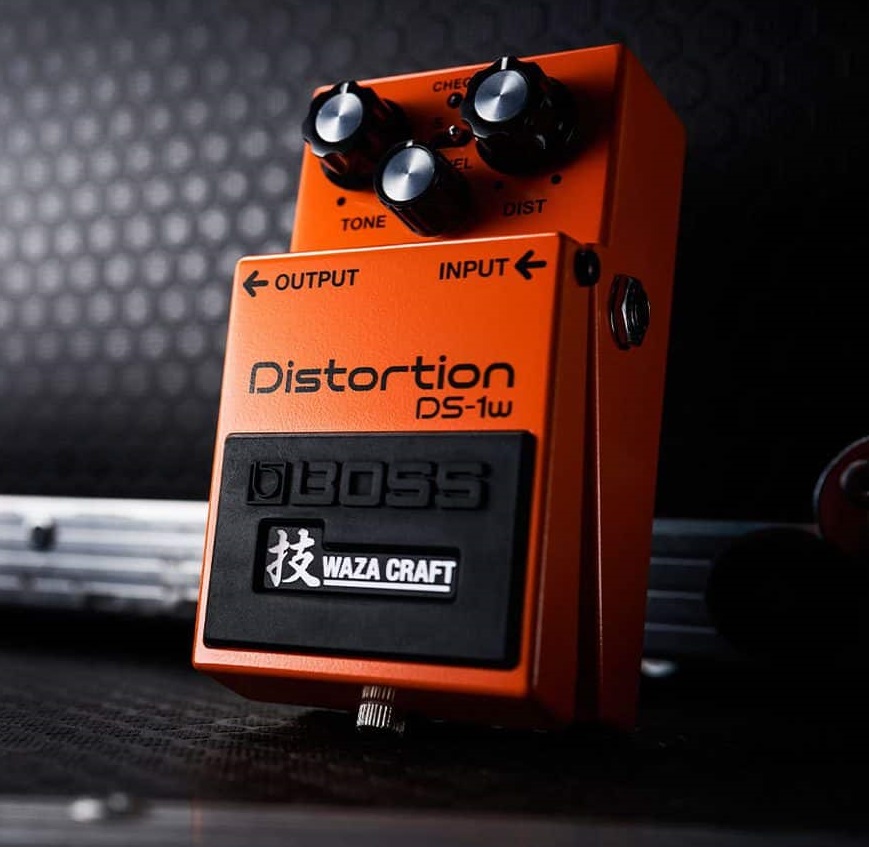 TONE
DIST
← OUTPUT
INPUT ←
Distortion
DS-1w
BOSS
技 WAZA CRAFT